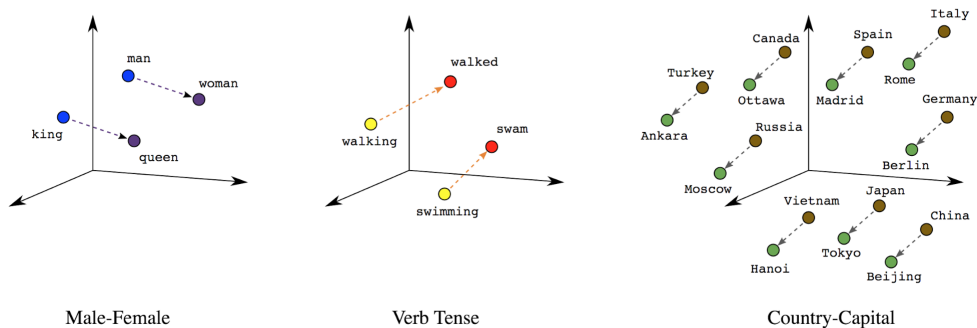 man
woman
king
queen
Male-Female
walked
walking
swam
swimming
Verb Tense
Italy
Canada
Spain
Rome
Turkey
Ottawa
Madrid
Germany
Ankara
Russia
Berlin
Moscow
Vietnam
Japan
China
Hanoi
Tokyo
Beijing
Country-Capital